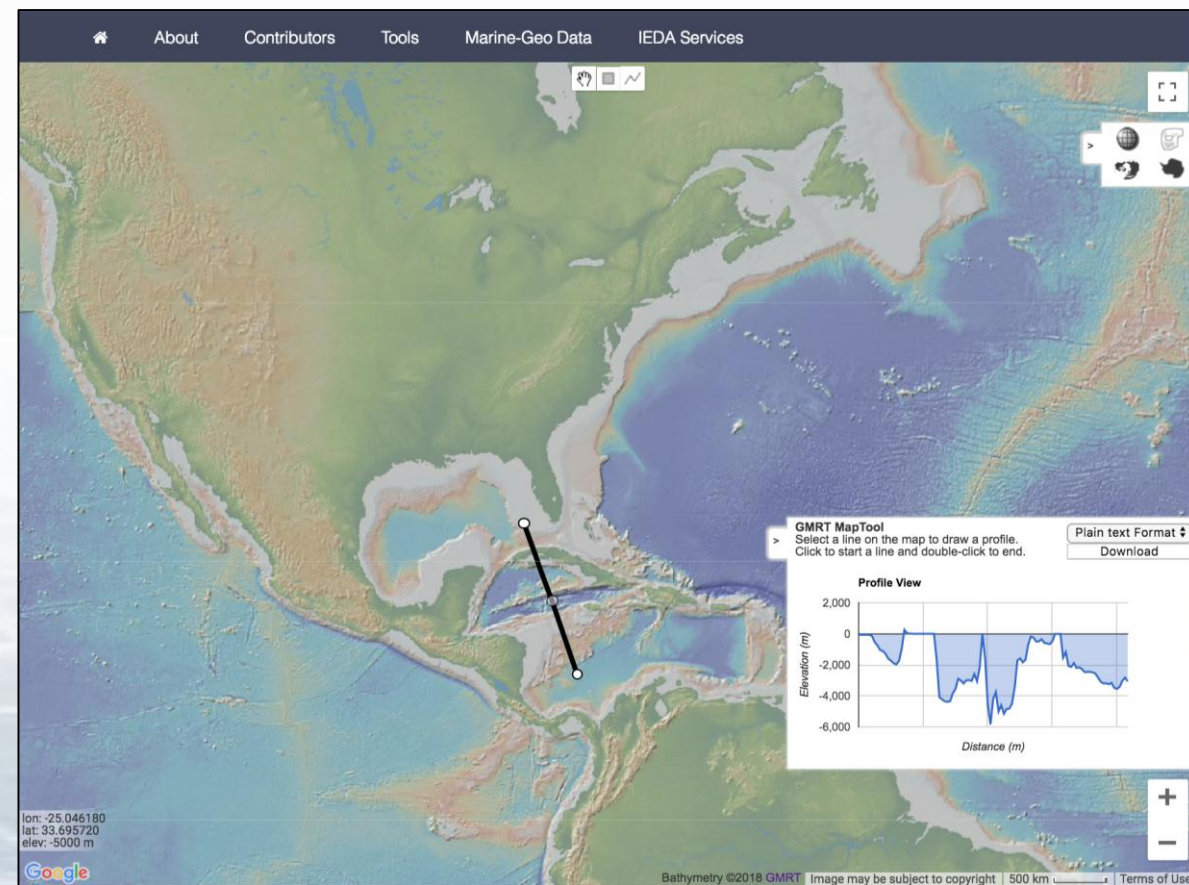 About Contributors Tools Marine-Geo Data IEDA Services
GMRT MapTool
Select a line on the map to draw a profile.
Click to start a line and double-click to end.
Plain text Format
Download
Profile View
2,000
0
-2,000
-4,000
-6,000
Elevation (m)
Distance (m)
lon: -25.046180
lat: 33.695720
elev: -5000 m
Google
Bathymetry ©2018 GMRT Image may be subject to copyright 500 km Terms of Use